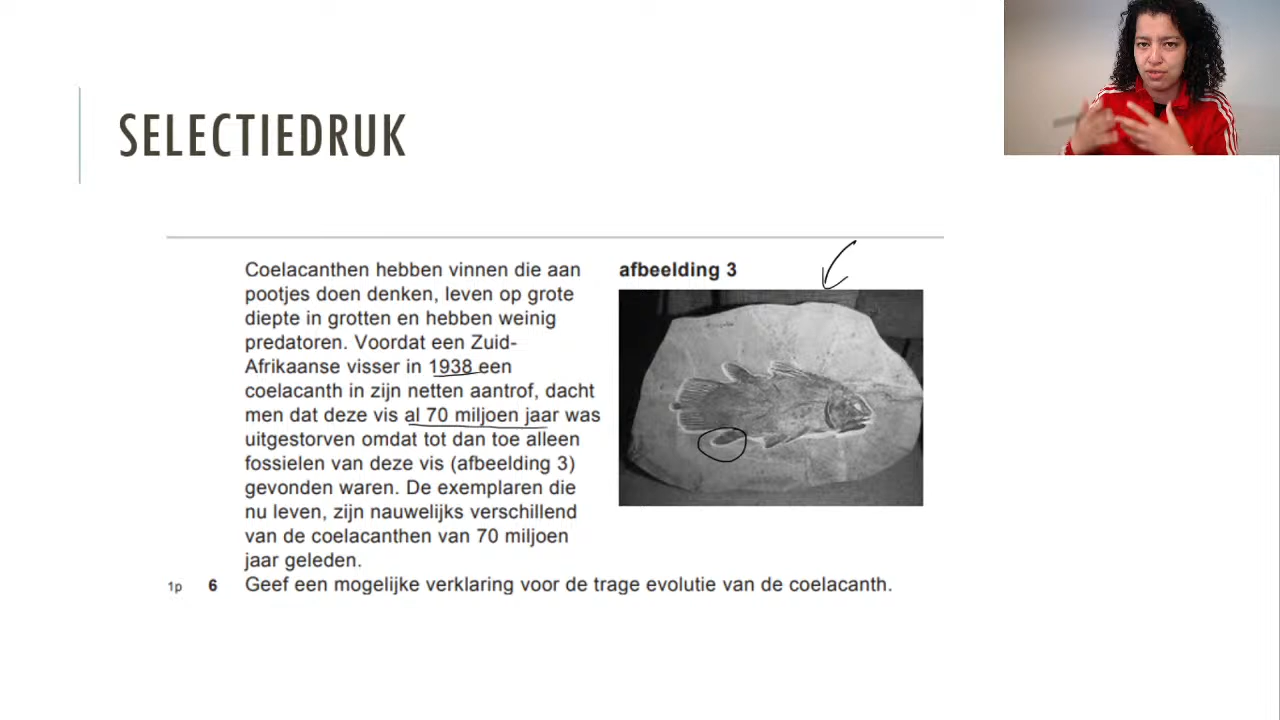 SELECTIEDRUK
Coelacanthen hebben vinnen die aan
pootjes doen denken, leven op grote
diepte in grotten en hebben weinig
predatoren. Voordat een Zuid-
Afrikaanse visser in 1938 een
coelacanth in zijn netten aantrof, dacht
men dat deze vis al 70 miljoen jaar was
uitgestorven omdat tot dan toe alleen
fossielen van deze vis (afbeelding 3)
gevonden waren. De exemplaren die
nu leven, zijn nauwelijks verschillend
van de coelacanthen van 70 miljoen
jaar geleden.
afbeelding 3
1p 6 Geef een mogelijke verklaring voor de trage evolutie van de coelacanth.